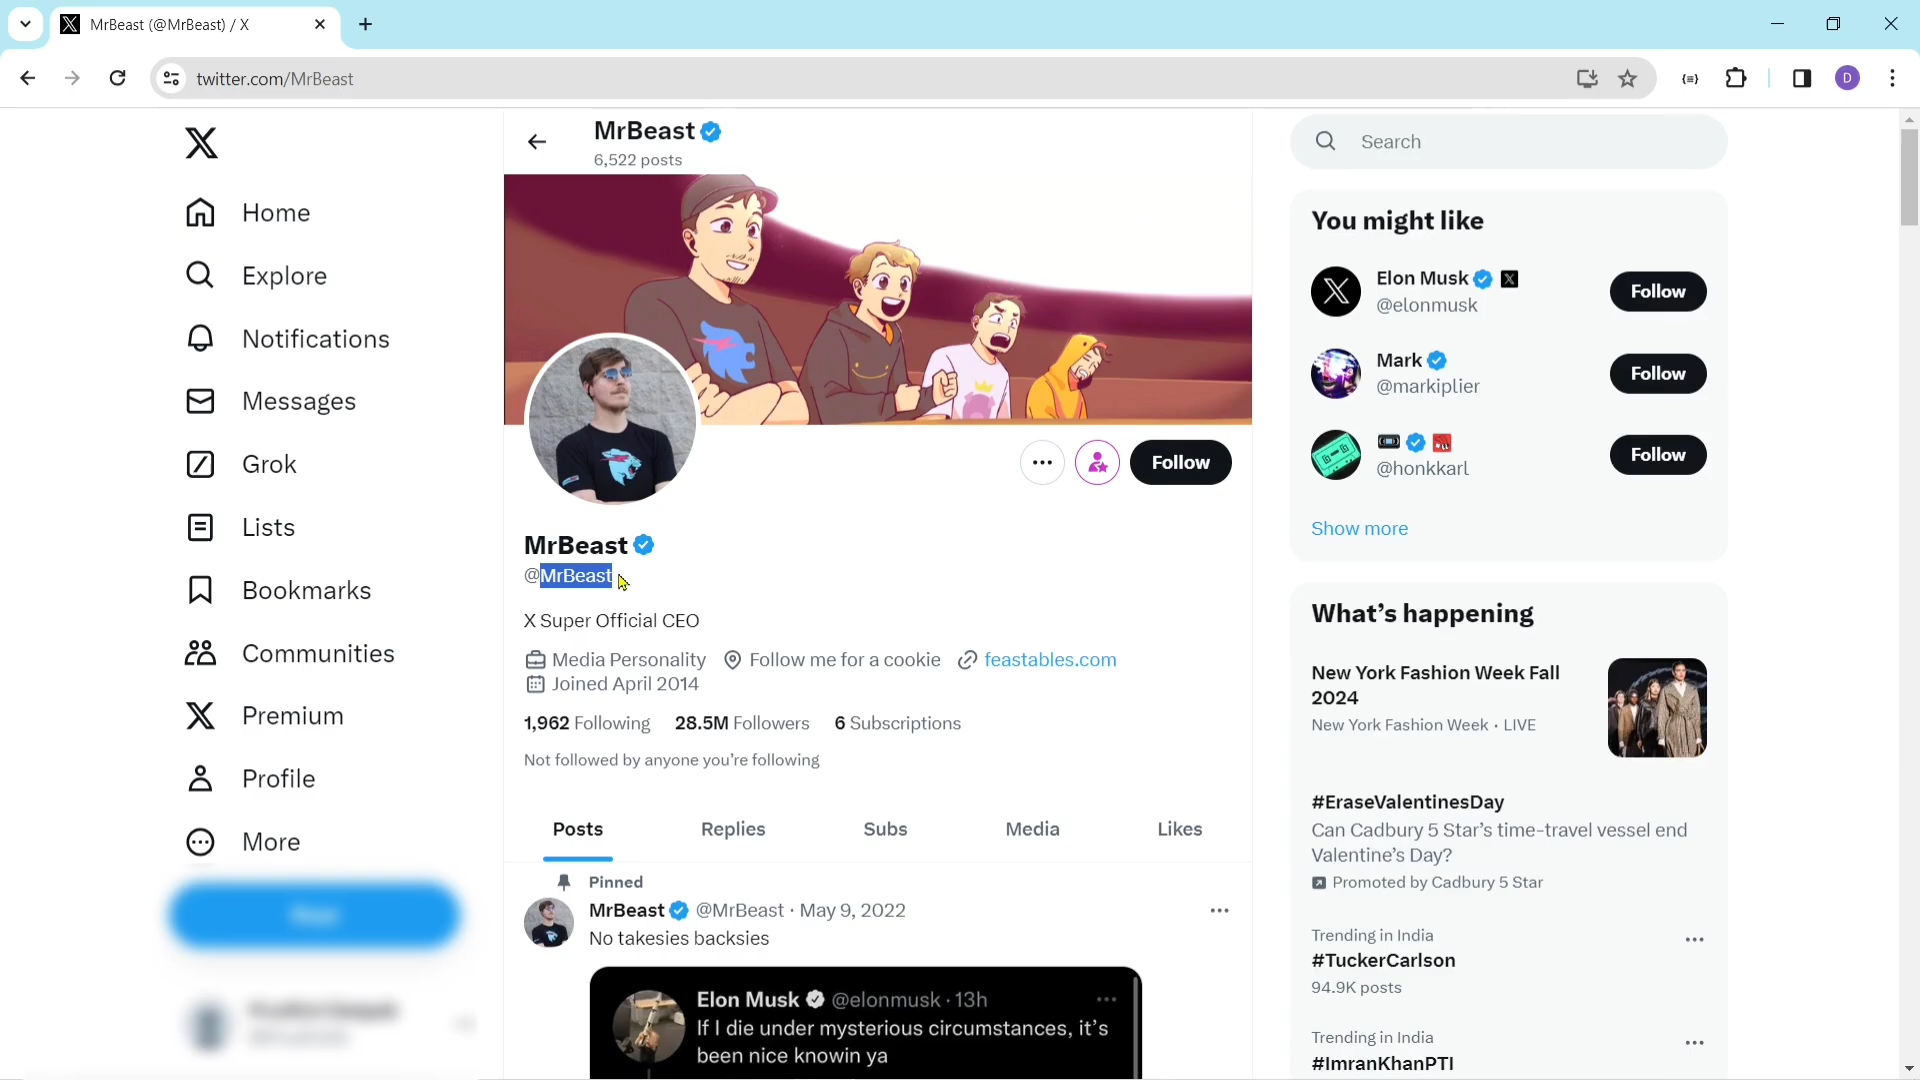 MrBeast (@MrBeast) / X
twitter.com/MrBeast
D
Home
Explore
Notifications
Messages
Grok
Lists
Bookmarks
Communities
Premium
Profile
More
MrBeast
6,522 posts
Follow
MrBeast
@MrBeast
X Super Official CEO
Media Personality Follow me for a cookie feastables.com
Joined April 2014
1,962 Following 28.5M Followers 6 Subscriptions
Not followed by anyone you're following
Posts Replies Subs Media Likes
Pinned
MrBeast @MrBeast · May 9, 2022
No takesies backsies
Elon Musk @elonmusk · 13h
If I die under mysterious circumstances, it's
been nice knowin ya
Search
You might like
Elon Musk
@elonmusk
Follow
Mark
@markiplier
Follow
@honkkarl
Follow
Show more
What's happening
New York Fashion Week Fall
2024
New York Fashion Week · LIVE
#EraseValentinesDay
Can Cadbury 5 Star's time-travel vessel end
Valentine's Day?
Promoted by Cadbury 5 Star
Trending in India
#TuckerCarlson
94.9K posts
Trending in India
#ImranKhanPTI